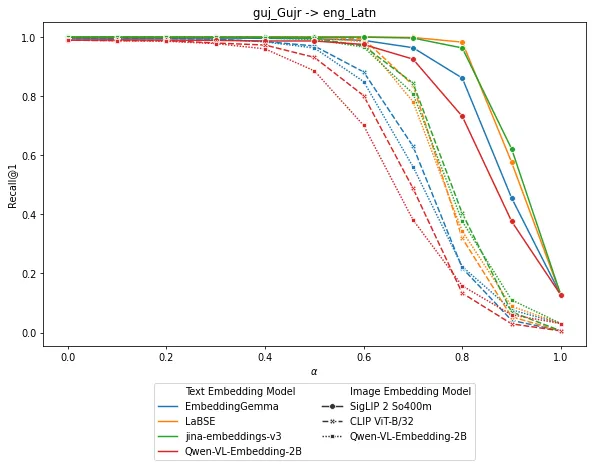 guj_Gujr -> eng_Latn
1.0
0.8
0.6
0.4
0.2
0.0
Recall@1
0.0 0.2 0.4 0.6 0.8 1.0
α
Text Embedding Model Image Embedding Model
EmbeddingGemma SigLIP 2 So400m
LaBSE CLIP ViT-B/32
jina-embeddings-v3 Qwen-VL-Embedding-2B
Qwen-VL-Embedding-2B